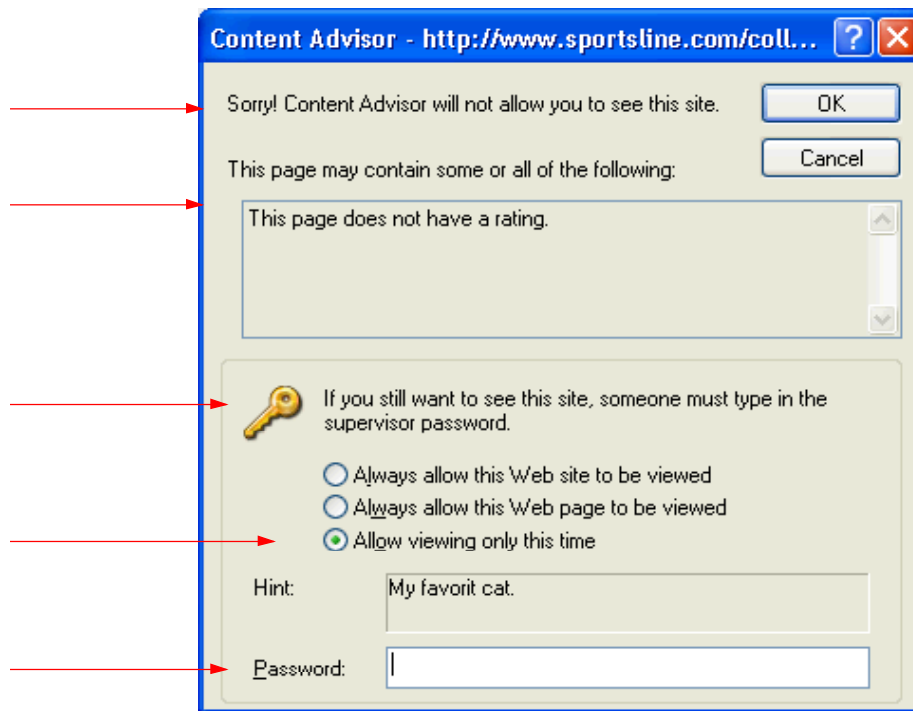 Content Advisor - http://www.sportsline.com/coll...
Sorry! Content Advisor will not allow you to see this site.
OK
Cancel
This page may contain some or all of the following:
This page does not have a rating.
If you still want to see this site, someone must type in the
supervisor password.
Always allow this Web site to be viewed
Always allow this Web page to be viewed
Allow viewing only this time
Hint:
My favorit cat.
Password: